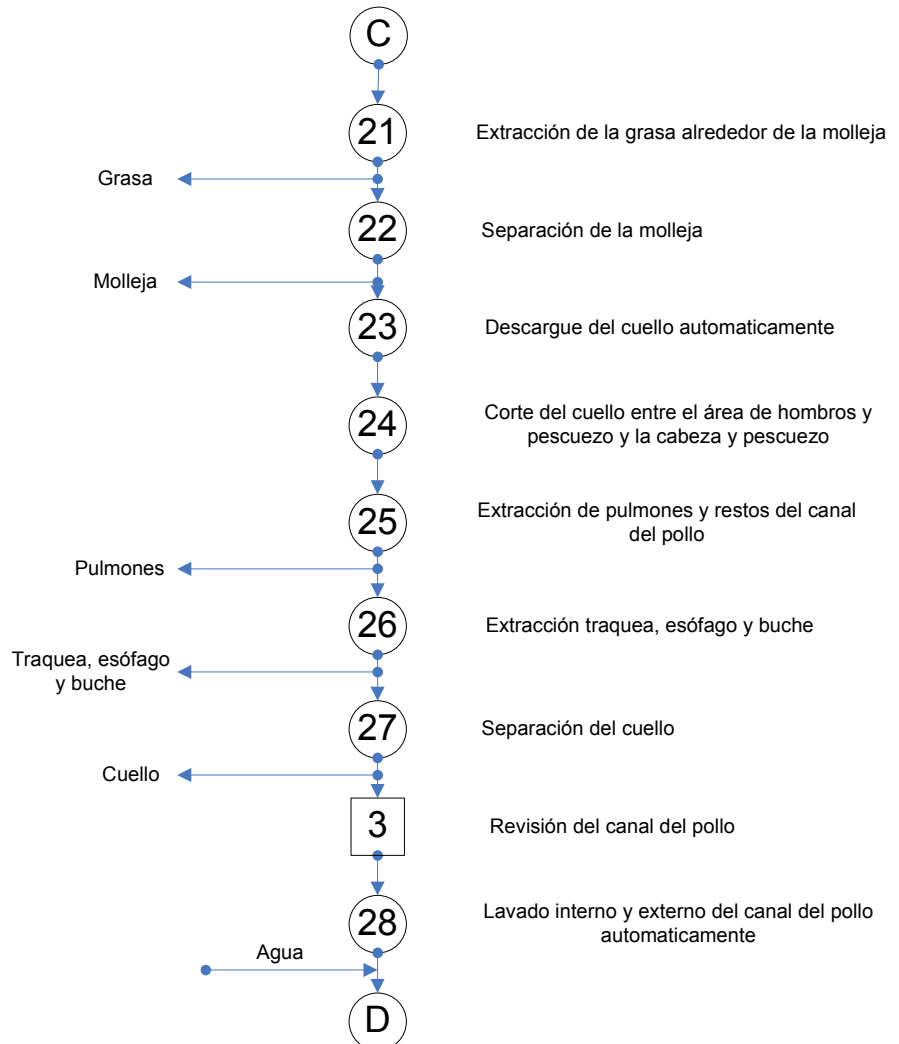 C
21
Extracción de la grasa alrededor de la molleja
Grasa
22
Separación de la molleja
Molleja
23
Descargue del cuello automaticamente
24
Corte del cuello entre el área de hombros y
pescuezo y la cabeza y pescuezo
25
Extracción de pulmones y restos del canal
del pollo
Pulmones
26
Extracción traquea, esófago y buche
Traquea, esófago
y buche
27
Separación del cuello
Cuello
3
Revisión del canal del pollo
28
Lavado interno y externo del canal del pollo
automaticamente
Agua
D